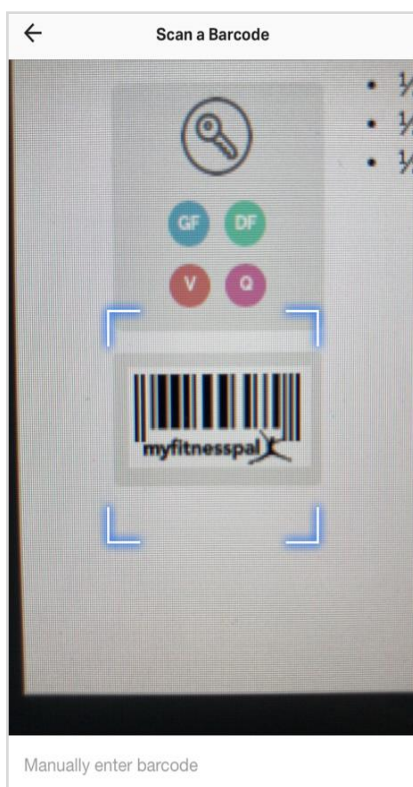 Scan a Barcode
GF DF
V Q
myfitnesspal
Manually enter barcode